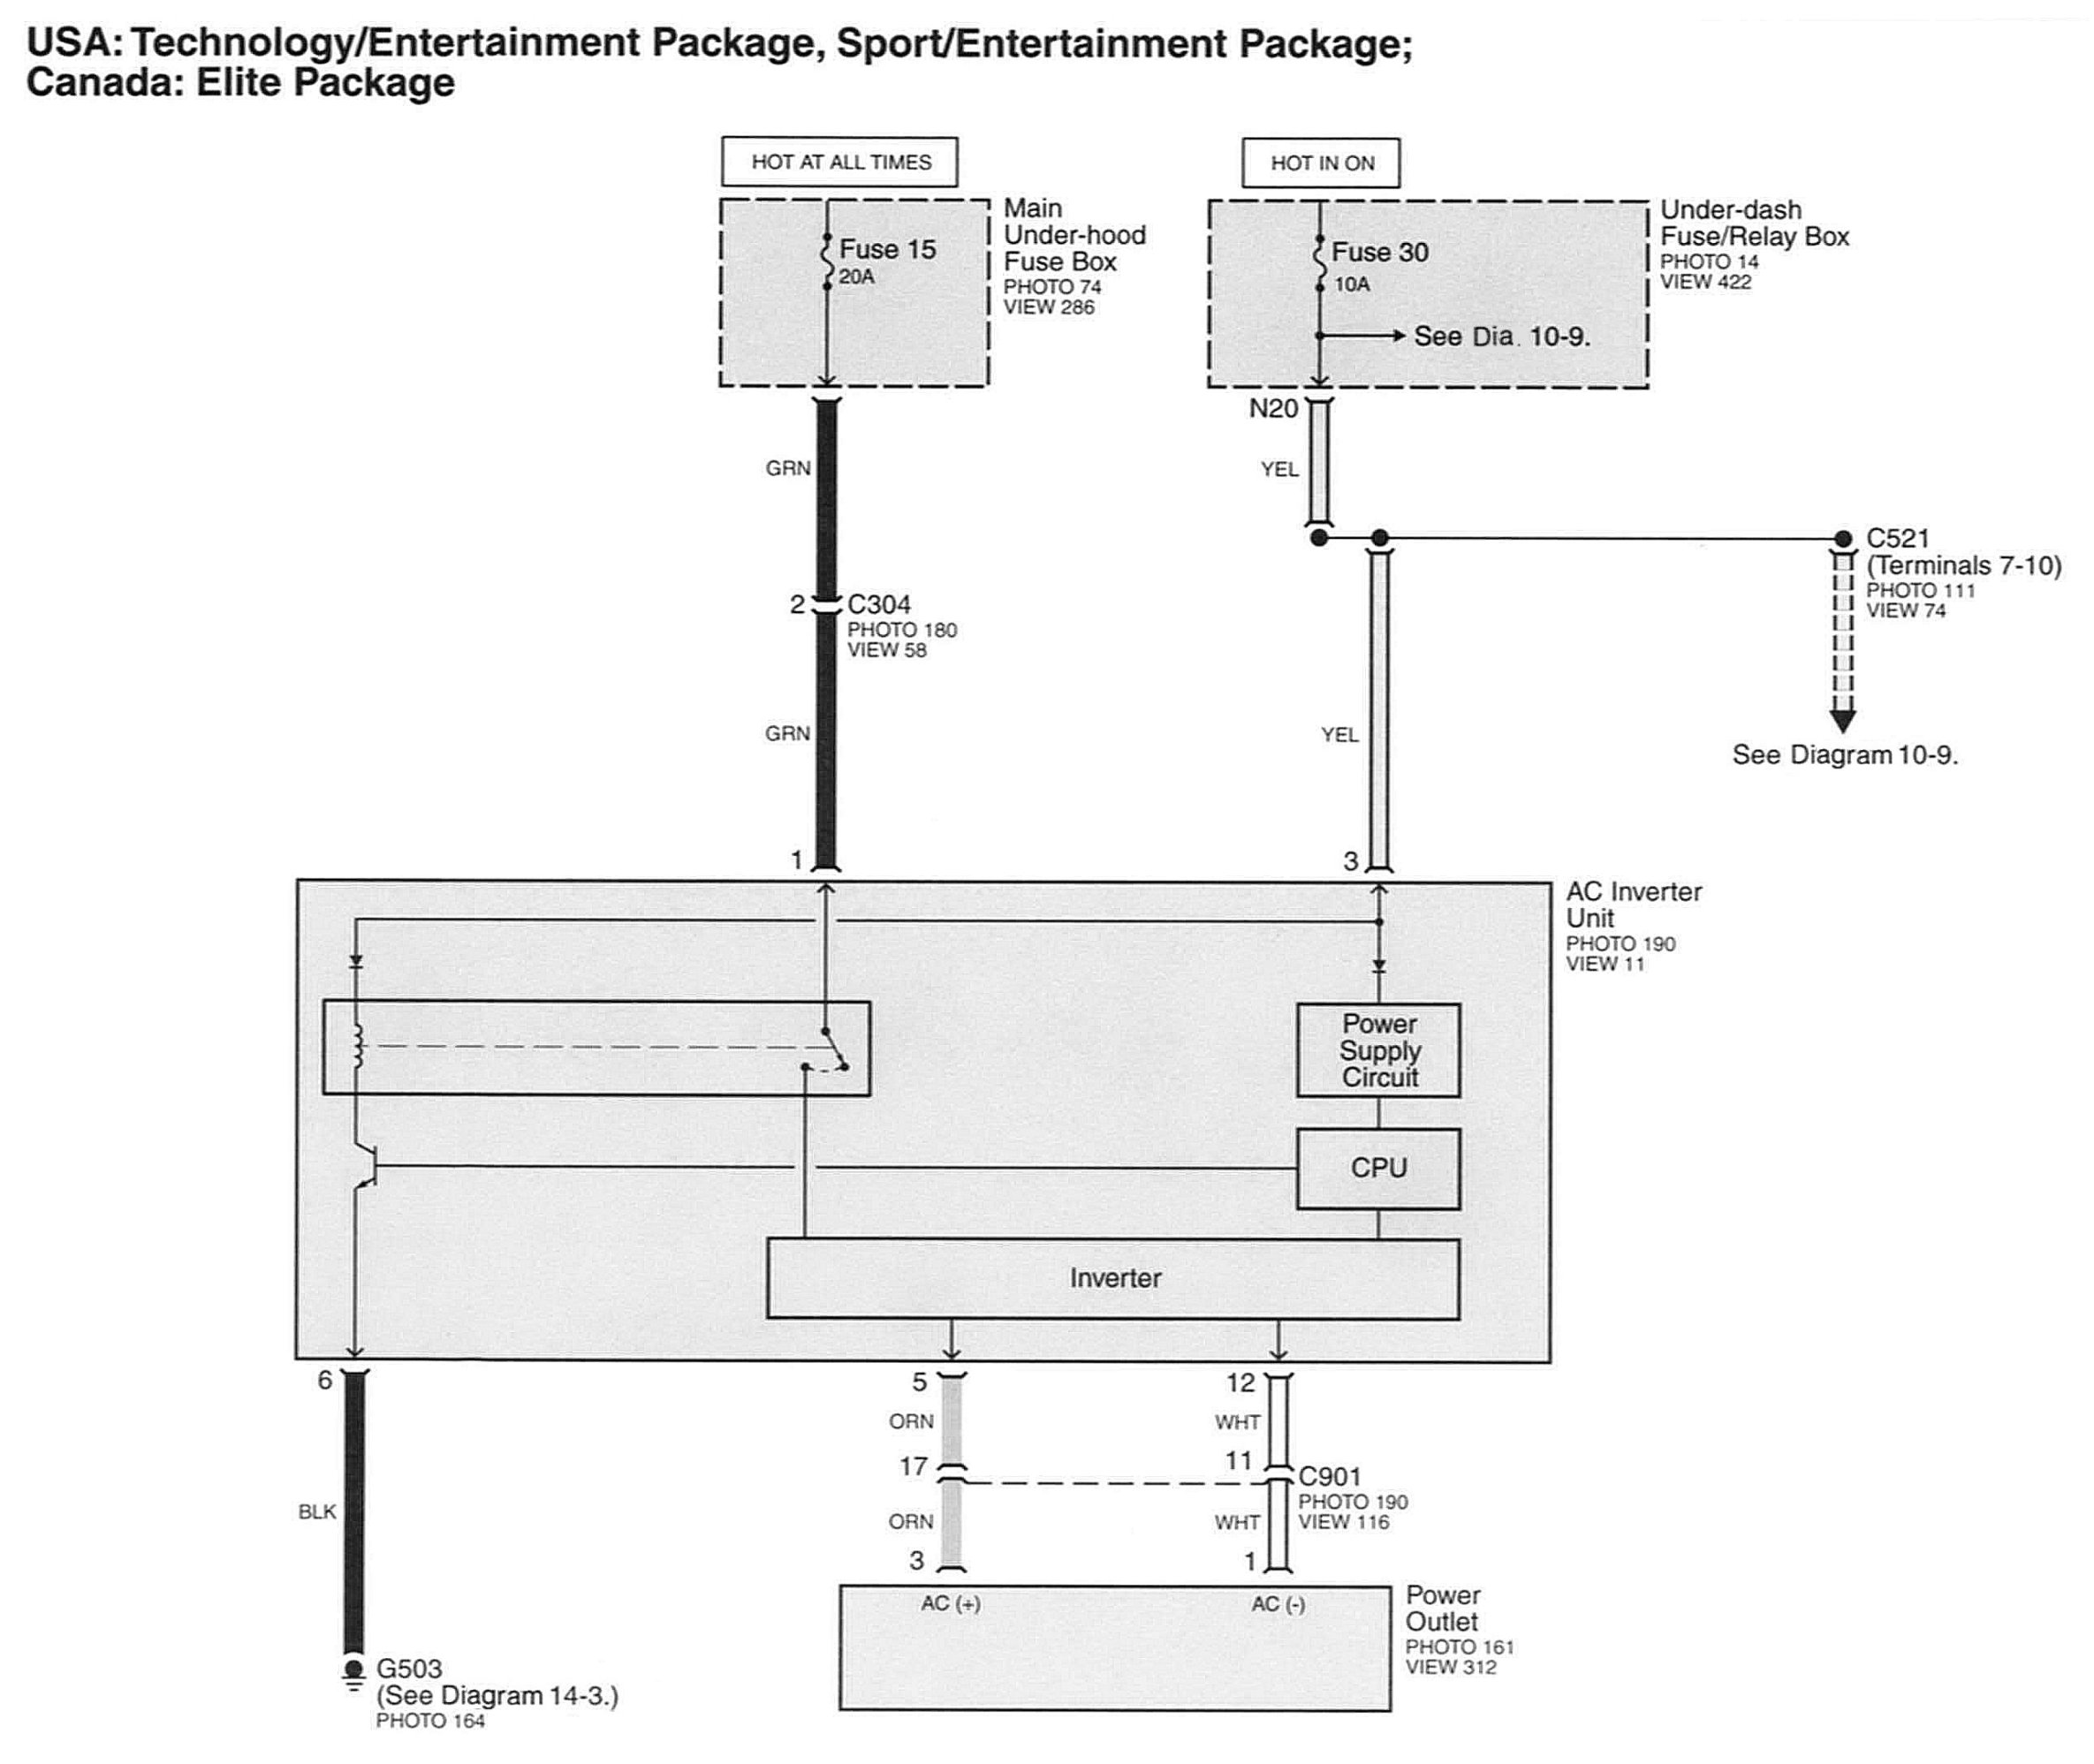 USA: Technology/Entertainment Package, Sport/Entertainment Package;
Canada: Elite Package
HOT AT ALL TIMES
HOT IN ON
Fuse 15
20A
Main
Under-hood
Fuse Box
PHOTO 74
VIEW 286
Fuse 30
10A
See Dia. 10-9.
Under-dash
Fuse/Relay Box
PHOTO 14
VIEW 422
N20
GRN
YEL
C521
(Terminals 7-10)
PHOTO 111
VIEW 74
2
C304
PHOTO 180
VIEW 58
GRN
YEL
See Diagram 10-9.
1
3
AC Inverter
Unit
PHOTO 190
VIEW 11
Power
Supply
Circuit
CPU
Inverter
6
5
12
ORN
WHT
17
11
C901
PHOTO 190
VIEW 116
BLK
ORN
WHT
3
1
AC (+)
AC (-)
Power
Outlet
PHOTO 161
VIEW 312
G503
(See Diagram 14-3.)
PHOTO 164